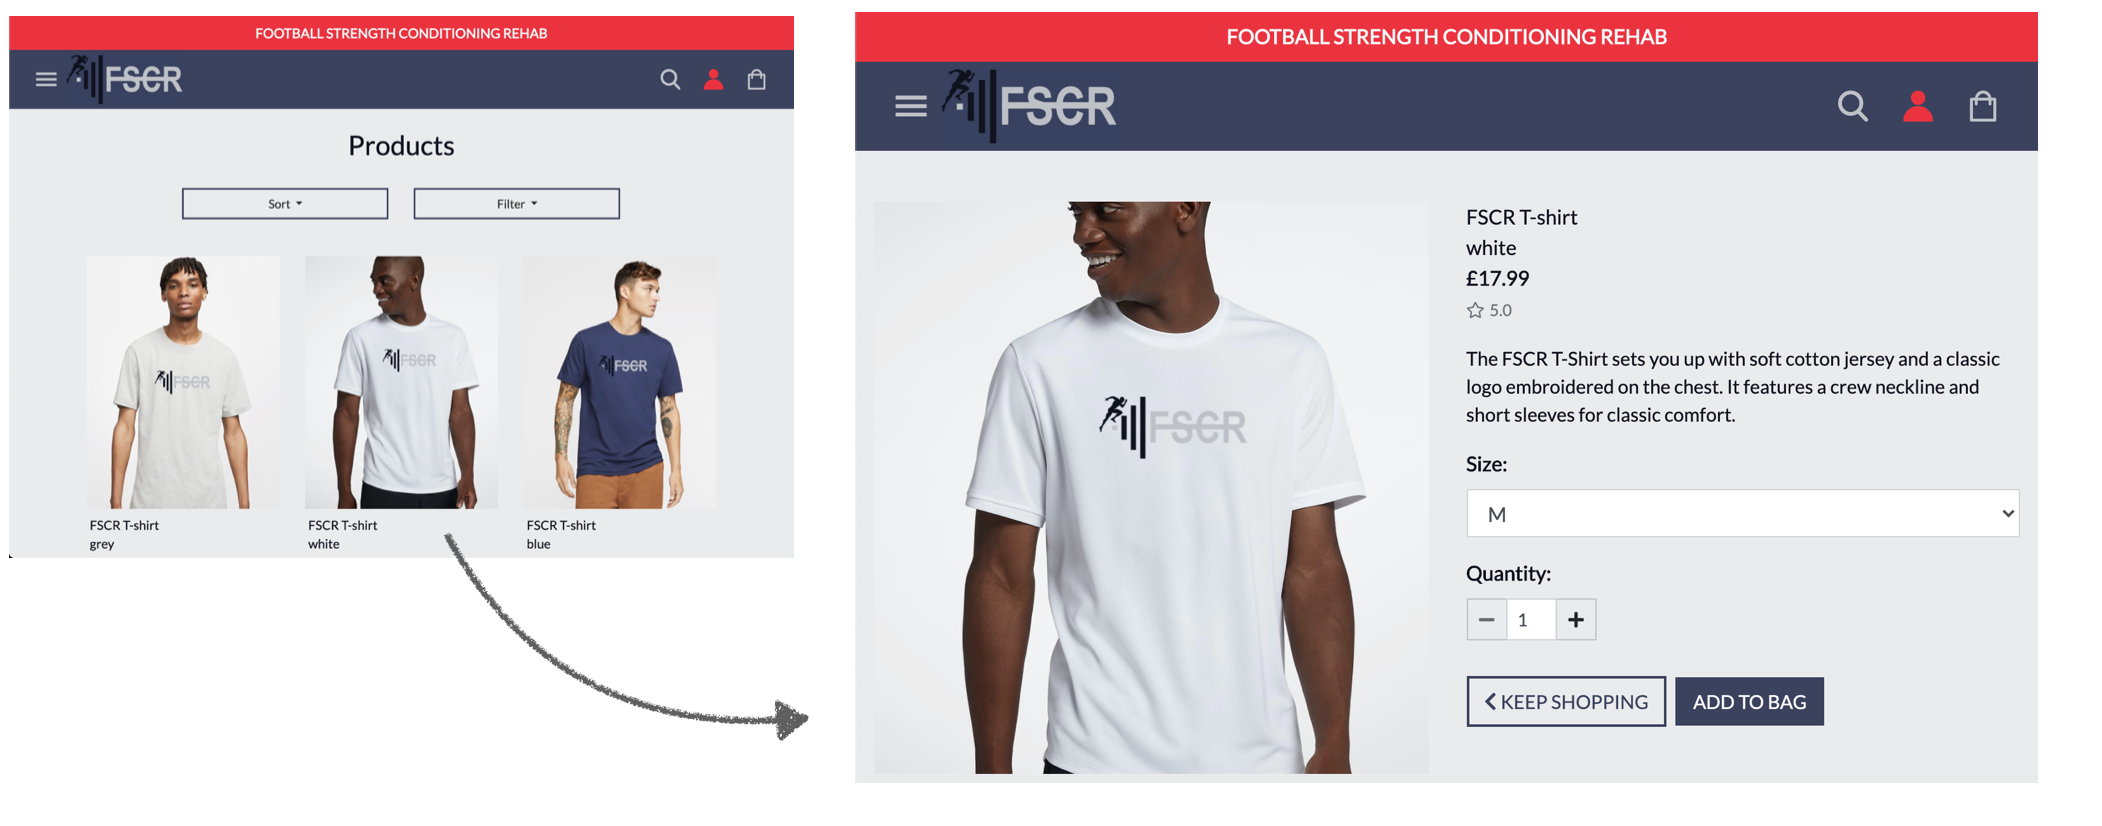 FOOTBALL STRENGTH CONDITIONING REHAB
FSCR
Products
Sort
Filter
FSCR
FSCR
FSCR
FSCR T-shirt
grey
FSCR T-shirt
white
FSCR T-shirt
blue
FOOTBALL STRENGTH CONDITIONING REHAB
FSCR
FSCR
FSCR T-shirt
white
£17.99
5.0
The FSCR T-Shirt sets you up with soft cotton jersey and a classic
logo embroidered on the chest. It features a crew neckline and
short sleeves for classic comfort.
Size:
M
Quantity:
1
KEEP SHOPPING
ADD TO BAG